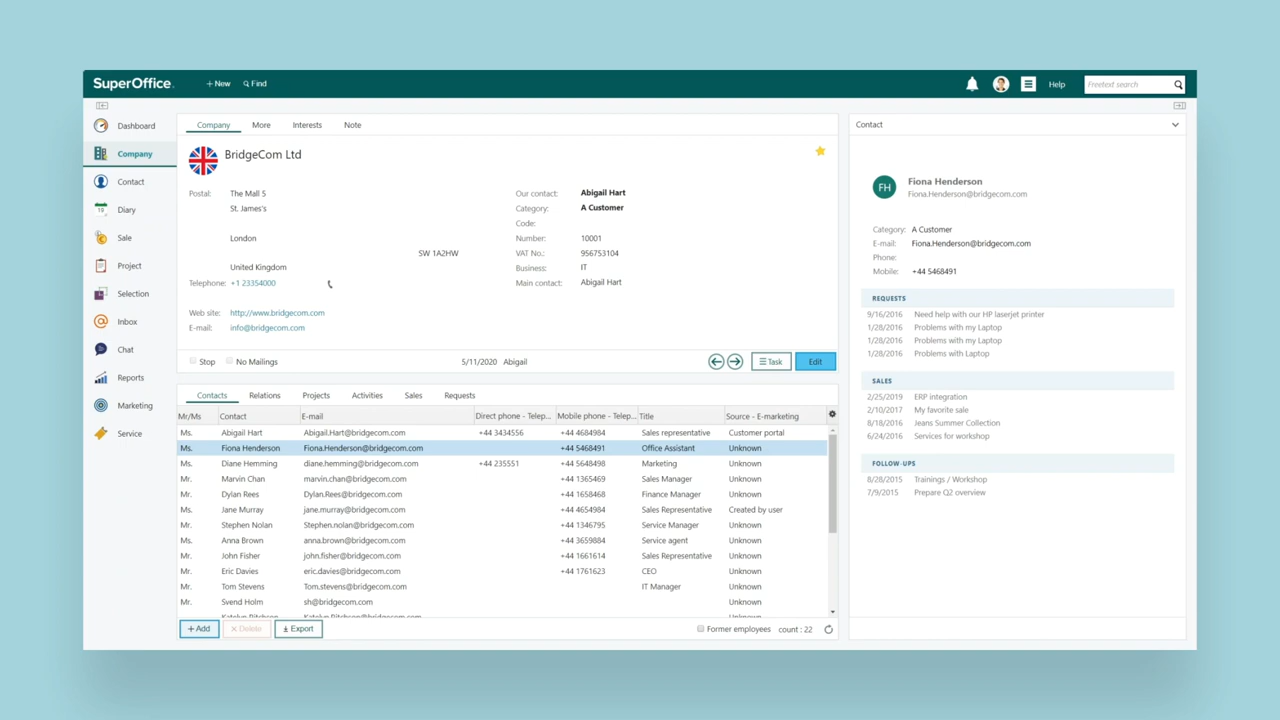 SuperOffice.
+ New
Find
Help
Freetext search
Dashboard
Company
Contact
Diary
Sale
Project
Selection
Inbox
Chat
Reports
Marketing
Service
Company More Interests Note
BridgeCom Ltd
Postal: The Mall 5
St. James's
London
SW 1A2HW
United Kingdom
Telephone: +1 23354000
Web site: http://www.bridgecom.com
E-mail: info@bridgecom.com
Our contact: Abigail Hart
Category: A Customer
Code:
Number: 10001
VAT No.: 956753104
Business: IT
Main contact: Abigail Hart
Stop No Mailings 5/11/2020 Abigail Task Edit
Contacts Relations Projects Activities Sales Requests
Mr/Ms Contact E-mail Direct phone - Telep... Mobile phone - Telep... Title Source - E-marketing
Ms. Abigail Hart Abigail.Hart@bridgecom.com +44 3434556 +44 4684984 Sales representative Customer portal
Ms. Fiona Henderson Fiona.Henderson@bridgecom.com +44 5468491 Office Assistant Unknown
Ms. Diane Hemming diane.hemming@bridgecom.com +44 235551 +44 5648498 Marketing Unknown
Mr. Marvin Chan marvin.chan@bridgecom.com +44 1365469 Sales Manager Unknown
Mr. Dylan Rees Dylan.Rees@bridgecom.com +44 1658468 Finance Manager Unknown
Ms. Jane Murray jane.murray@bridgecom.com +44 4654984 Sales Representative Created by user
Mr. Stephen Nolan Stephen.nolan@bridgecom.com +44 1346795 Service Manager Unknown
Ms. Anna Brown anna.brown@bridgecom.com +44 3659884 Service agent Unknown
Mr. John Fisher john.fisher@bridgecom.com +44 1661614 Sales Representative Unknown
Mr. Eric Davies eric.davies@bridgecom.com +44 1761623 CEO Unknown
Mr. Tom Stevens Tom.stevens@bridgecom.com IT Manager Unknown
Mr. Svend Holm sh@bridgecom.com Unknown
Katelyn Ritchson Katelyn.Ritchson@bridgecom.com Unknown
+ Add × Delete Export Former employees count : 22
Contact
FH
Fiona Henderson
Fiona.Henderson@bridgecom.com
Category: A Customer
E-mail: Fiona.Henderson@bridgecom.com
Phone:
Mobile: +44 5468491
REQUESTS
9/16/2016 Need help with our HP laserjet printer
1/28/2016 Problems with my Laptop
1/28/2016 Problems with my Laptop
1/28/2016 Problems with Laptop
SALES
2/25/2019 ERP integration
2/10/2017 My favorite sale
8/18/2016 Jeans Summer Collection
6/24/2016 Services for workshop
FOLLOW-UPS
8/28/2015 Trainings / Workshop
7/9/2015 Prepare Q2 overview